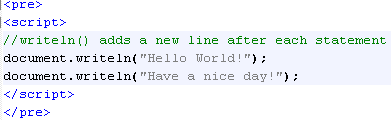 <pre>
<script>
//writeln() adds a new line after each statement
document.writeln("Hello World!");
document.writeln("Have a nice day!");
</script>
</pre>